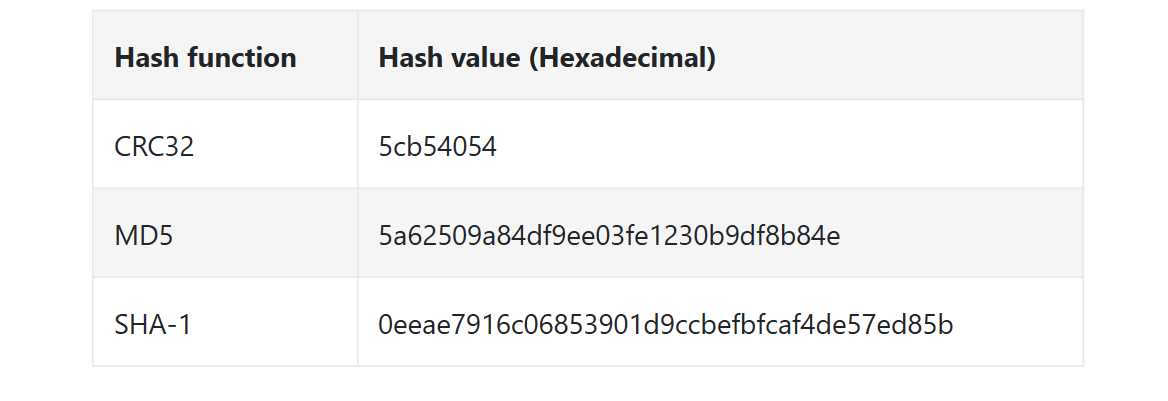 Hash function Hash value (Hexadecimal)
CRC32 5cb54054
MD5 5a62509a84df9ee03fe1230b9df8b84e
SHA-1 0eeae7916c06853901d9ccbefbfcaf4de57ed85b